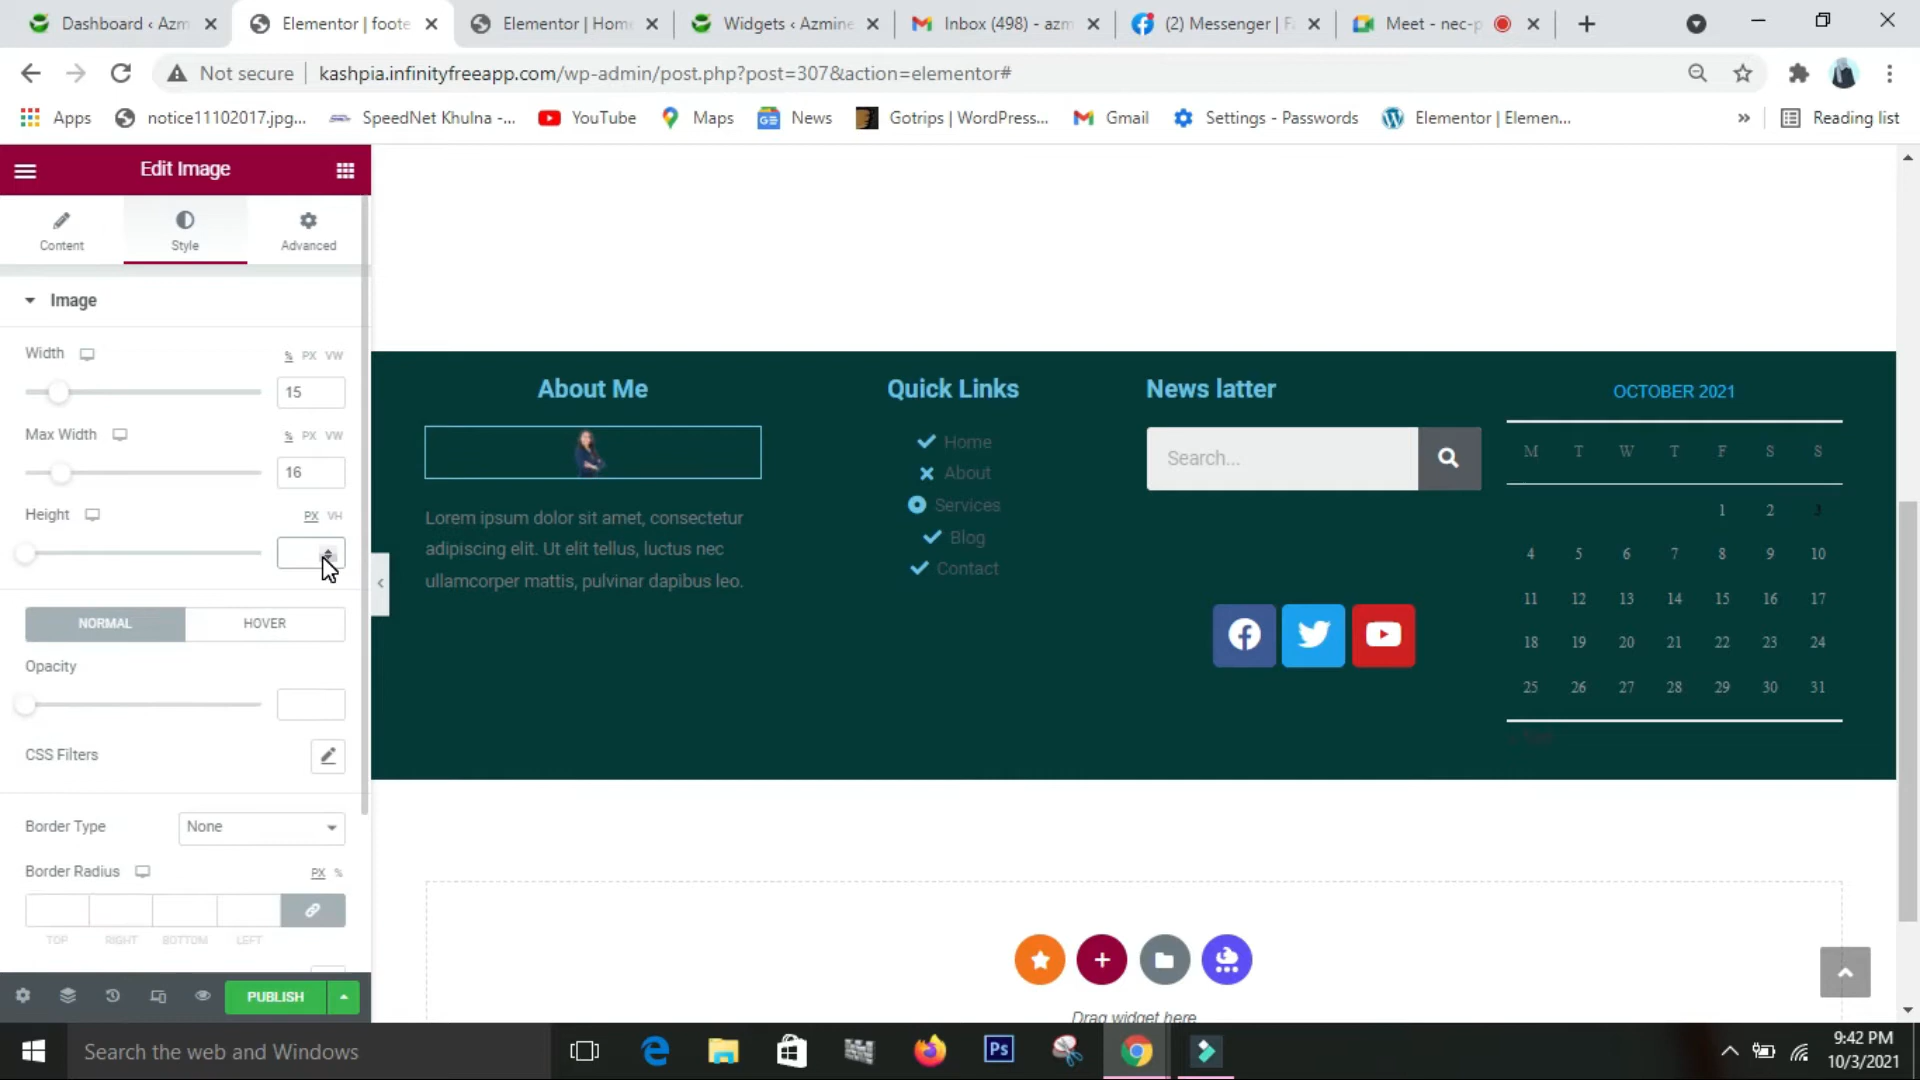 Dashboard ‹ Azm
Elementor | foote
Elementor | Hom
Widgets ‹ Azmine
Inbox (498) - azm
(2) Messenger | Fa
Meet - nec-p
Not secure
kashpia.infinityfreeapp.com/wp-admin/post.php?post=307&action=elementor#
Apps
notice11102017.jpg...
SpeedNet Khulna -...
YouTube
Maps
News
Gotrips | WordPress...
Gmail
Settings - Passwords
Elementor | Elemen...
»
Reading list
Edit Image
Content
Style
Advanced
Image
Width
% PX VW
15
Max Width
% PX VW
16
Height
PX VH
NORMAL
HOVER
Opacity
CSS Filters
Border Type
None
Border Radius
PX %
TOP RIGHT BOTTOM LEFT
PUBLISH
About Me
Lorem ipsum dolor sit amet, consectetur
adipiscing elit. Ut elit tellus, luctus nec
ullamcorper mattis, pulvinar dapibus leo.
Quick Links
Home
About
Services
Blog
Contact
News latter
Search...
OCTOBER 2021
M T W T F S S
1 2 3
4 5 6 7 8 9 10
11 12 13 14 15 16 17
18 19 20 21 22 23 24
25 26 27 28 29 30 31
Drag widget here
Search the web and Windows
Ps
9:42 PM
10/3/2021